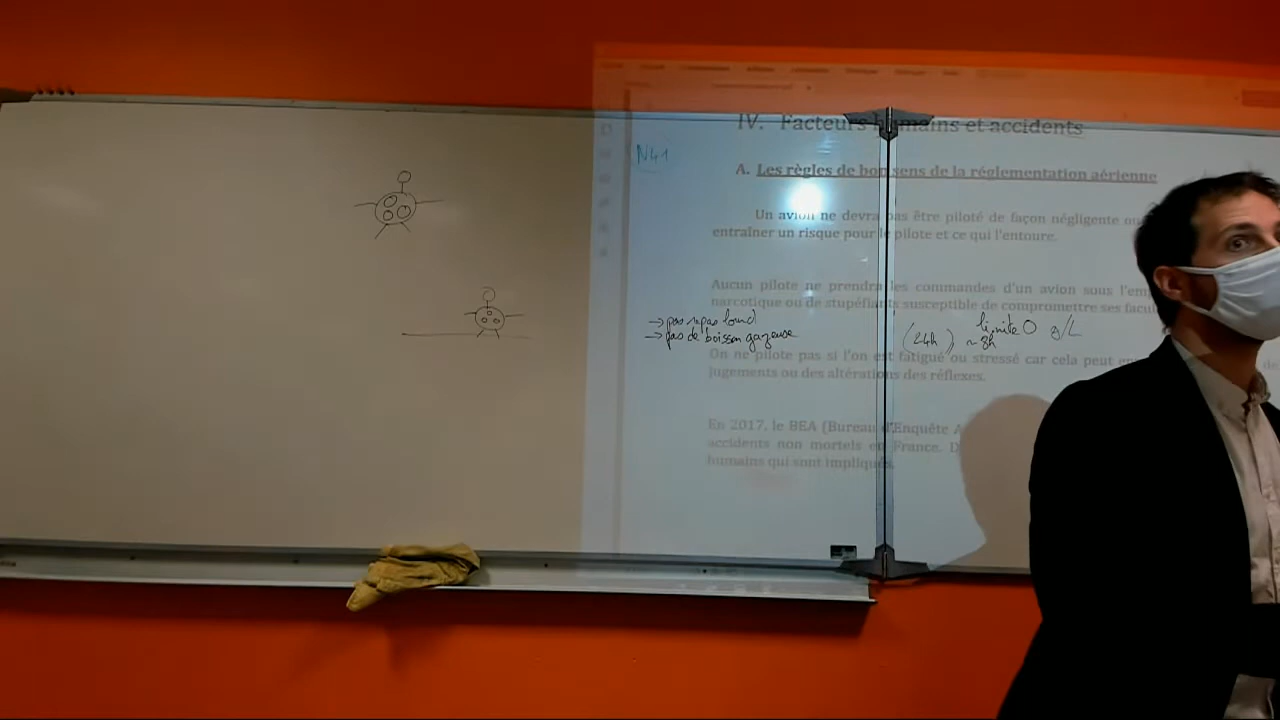 IV. Facteurs humains et accidents
N41
A. Les règles de bon sens de la réglementation aérienne
Un avion ne devra pas être piloté de façon négligente ou
entraîner un risque pour le pilote et ce qui l'entoure.
Aucun pilote ne prendra les commandes d'un avion sous l'emp
narcotique ou de stupéfiants susceptible de compromettre ses facul
→ pas repas lourd
→ pas de boisson gazeuse
(24h) ~ 8h
limite 0 g/L
On ne pilote pas si l'on est fatigué ou stressé car cela peut en
jugements ou des altérations des réflexes.
En 2017, le BEA (Bureau d'Enquête A
accidents non mortels en France. D
humains qui sont impliqués.